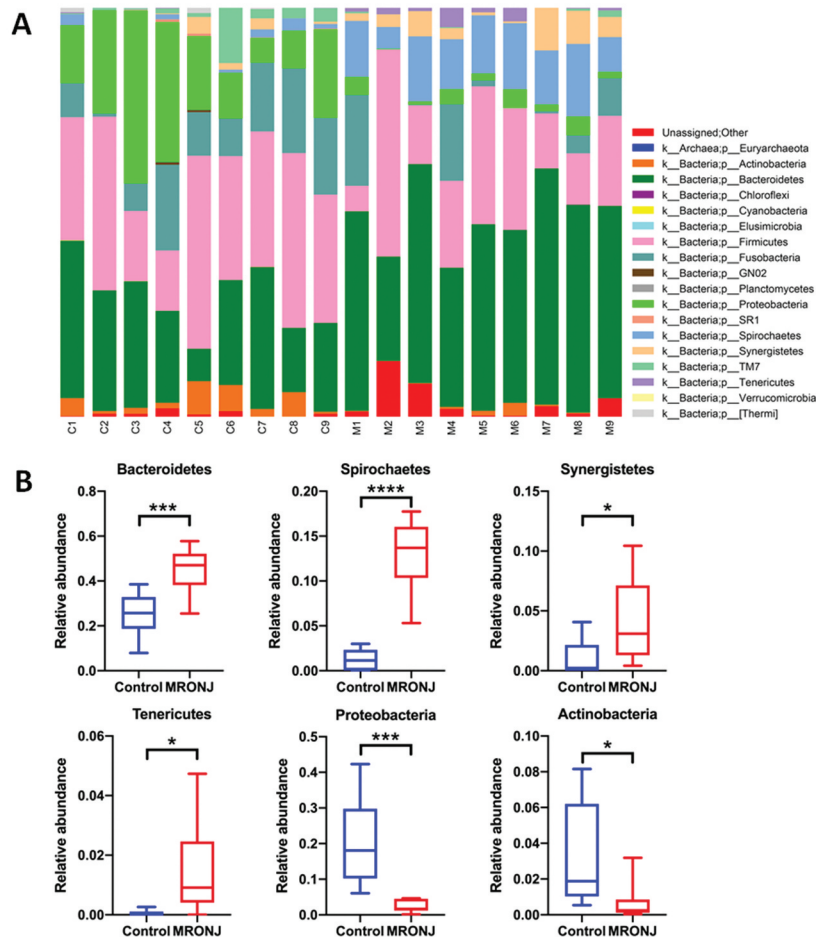 A
Unassigned;Other
k__Archaea;p__Euryarchaeota
k__Bacteria;p__Actinobacteria
k__Bacteria;p__Bacteroidetes
k__Bacteria;p__Chloroflexi
k__Bacteria;p__Cyanobacteria
k__Bacteria;p__Elusimicrobia
k__Bacteria;p__Firmicutes
k__Bacteria;p__Fusobacteria
k__Bacteria;p__GN02
k__Bacteria;p__Planctomycetes
k__Bacteria;p__Proteobacteria
k__Bacteria;p__SR1
k__Bacteria;p__Spirochaetes
k__Bacteria;p__Synergistetes
k__Bacteria;p__TM7
k__Bacteria;p__Tenericutes
k__Bacteria;p__Verrucomicrobia
k__Bacteria;p__[Thermi]
C1 C2 C3 C4 C5 C6 C7 C8 C9 M1 M2 M3 M4 M5 M6 M7 M8 M9
B
Bacteroidetes
Relative abundance
0.8
0.6
0.4
0.2
0.0
***
Control MRONJ
Spirochaetes
Relative abundance
0.20
0.15
0.10
0.05
0.00
****
Control MRONJ
Synergistetes
Relative abundance
0.15
0.10
0.05
0.00
*
Control MRONJ
Tenericutes
Relative abundance
0.06
0.04
0.02
0.00
*
Control MRONJ
Proteobacteria
Relative abundance
0.5
0.4
0.3
0.2
0.1
0.0
***
Control MRONJ
Actinobacteria
Relative abundance
0.10
0.08
0.06
0.04
0.02
0.00
*
Control MRONJ